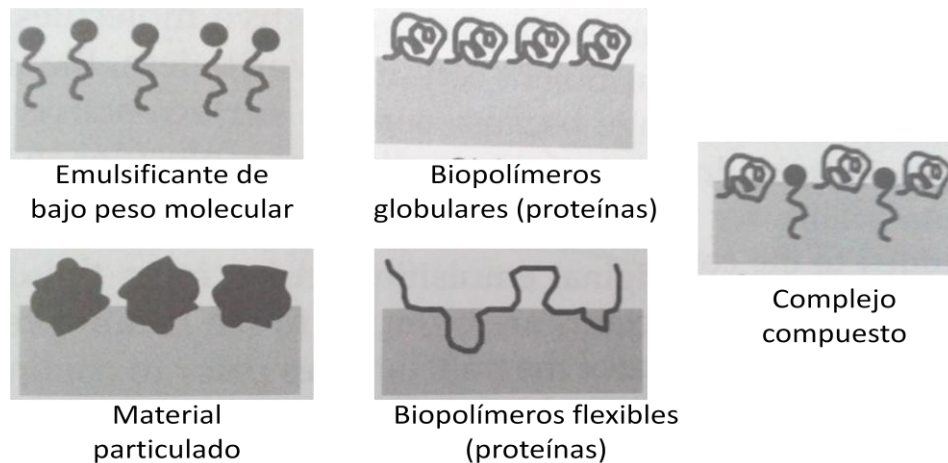 Emulsificante de
bajo peso molecular
Biopolímeros
globulares (proteínas)
Complejo
compuesto
Material
particulado
Biopolímeros flexibles
(proteínas)